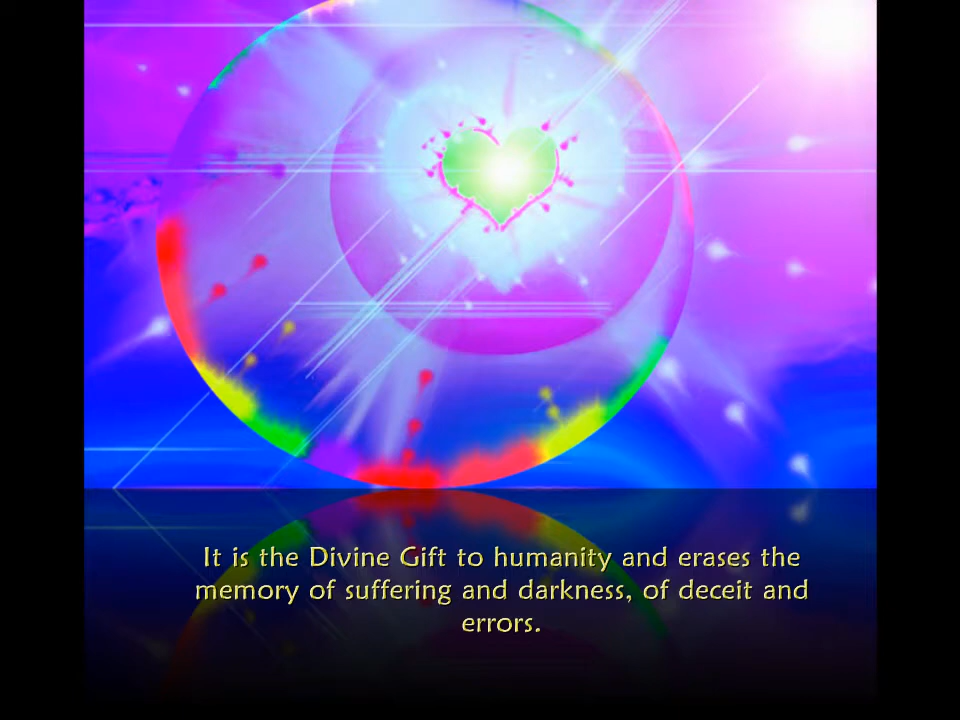 It is the Divine Gift to humanity and erases the
memory of suffering and darkness, of deceit and
errors.